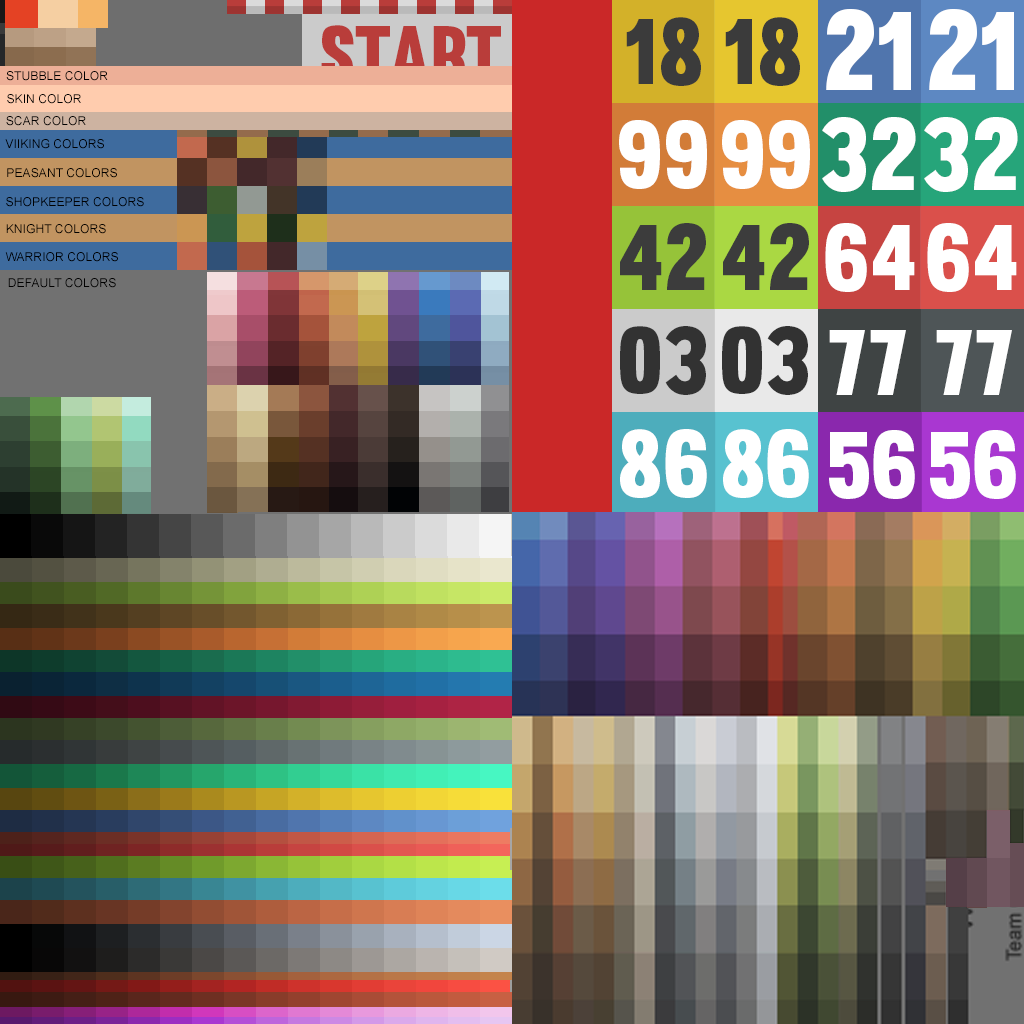 START
STUBBLE COLOR
SKIN COLOR
SCAR COLOR
VIIKING COLORS
PEASANT COLORS
SHOPKEEPER COLORS
KNIGHT COLORS
WARRIOR COLORS
DEFAULT COLORS
18 18 21 21
99 99 32 32
42 42 64 64
03 03 77 77
86 86 56 56
Team